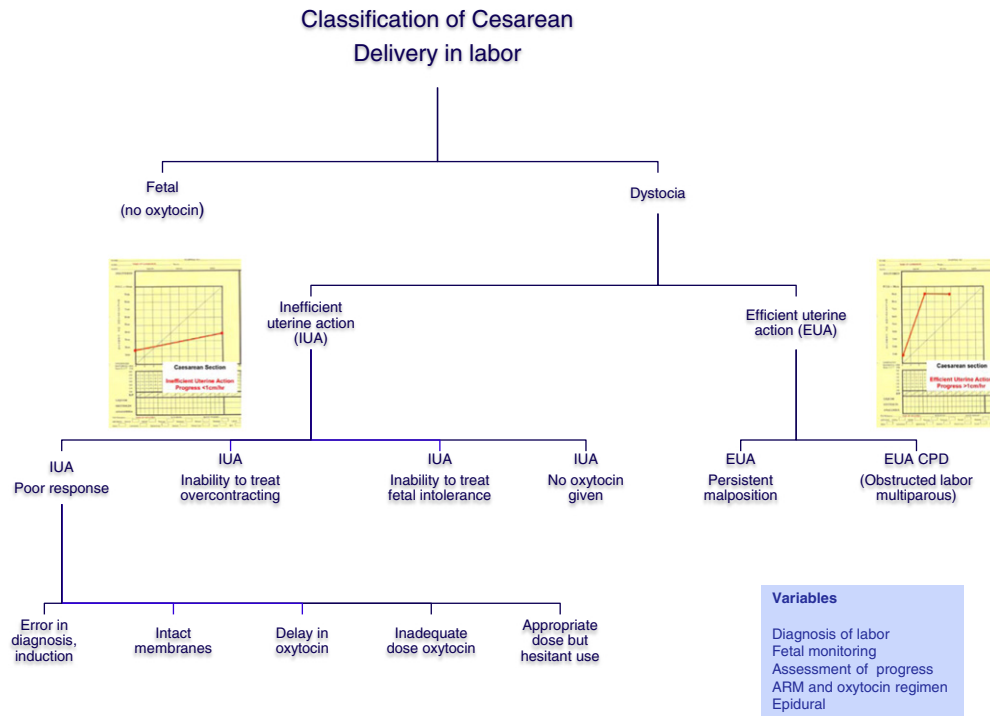 Classification of Cesarean
Delivery in labor
Fetal
(no oxytocin)
Dystocia
Inefficient
uterine action
(IUA)
Efficient uterine
action (EUA)
Caesarean Section
Inefficient Uterine Action
Progress <1cm/hr
Caesarean section
Efficient Uterine Action
Progress >1cm/hr
IUA
Poor response
IUA
Inability to treat
overcontracting
IUA
Inability to treat
fetal intolerance
IUA
No oxytocin
given
EUA
Persistent
malposition
EUA CPD
(Obstructed labor
multiparous)
Error in
diagnosis,
induction
Intact
membranes
Delay in
oxytocin
Inadequate
dose oxytocin
Appropriate
dose but
hesitant use
Variables
Diagnosis of labor
Fetal monitoring
Assessment of progress
ARM and oxytocin regimen
Epidural